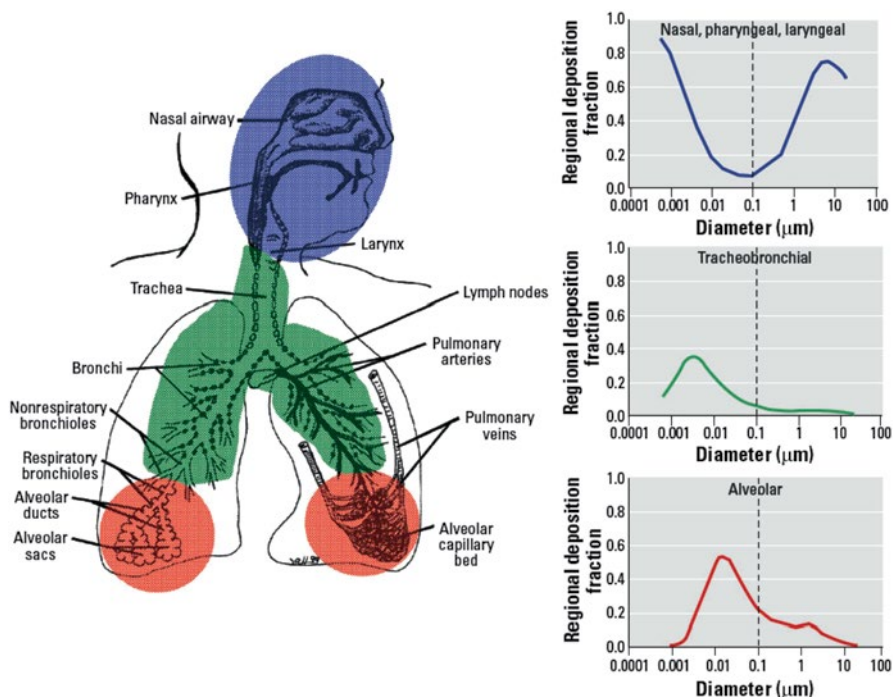 Nasal airway
Pharynx
Larynx
Trachea
Lymph nodes
Pulmonary
arteries
Bronchi
Nonrespiratory
bronchioles
Pulmonary
veins
Respiratory
bronchioles
Alveolar
ducts
Alveolar
sacs
Alveolar
capillary
bed
Nasal, pharyngeal, laryngeal
Regional deposition
fraction
1.0
0.8
0.6
0.4
0.2
0.0
0.0001 0.001 0.01 0.1 1 10 100
Diameter (μm)
Tracheobronchial
Regional deposition
fraction
1.0
0.8
0.6
0.4
0.2
0.0
0.0001 0.001 0.01 0.1 1 10 100
Diameter (μm)
Alveolar
Regional deposition
fraction
1.0
0.8
0.6
0.4
0.2
0.0
0.0001 0.001 0.01 0.1 1 10 100
Diameter (μm)